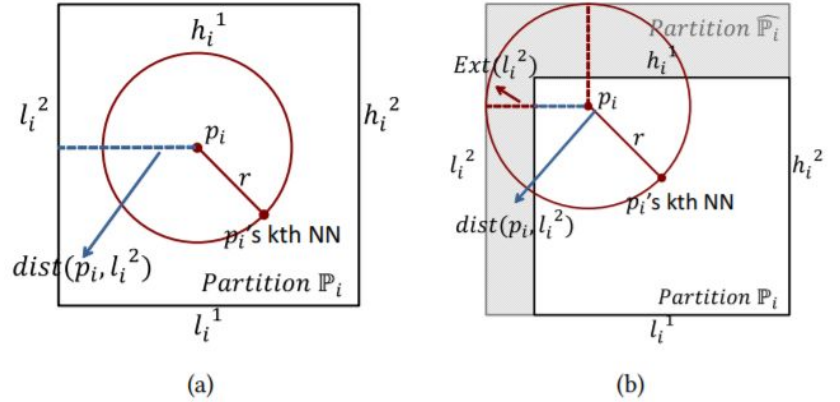 h_i^1
l_i^2
h_i^2
p_i
r
p_i's kth NN
dist(p_i, l_i^2)
Partition ℙ_i
l_i^1
(a)
Partition \widehat{ℙ_i}
Ext(l_i^2)
h_i^1
p_i
l_i^2
r
h_i^2
p_i's kth NN
dist(p_i, l_i^2)
Partition ℙ_i
l_i^1
(b)